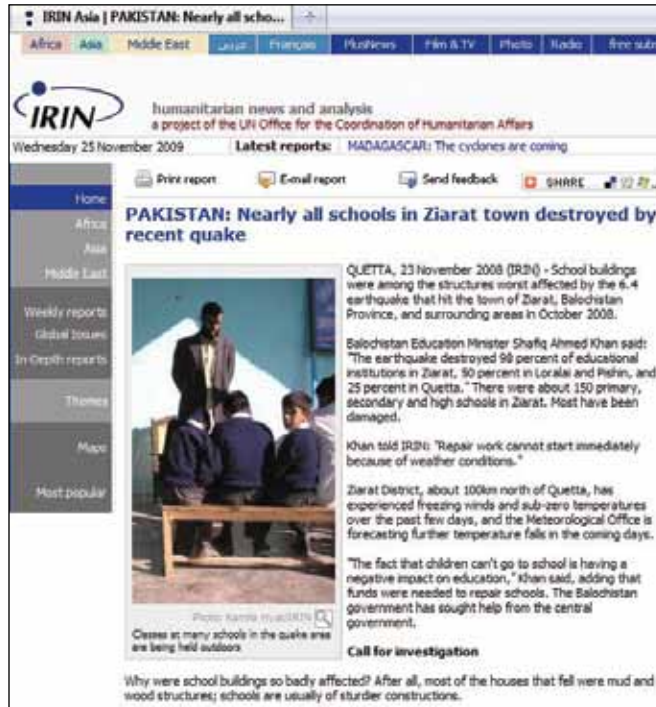 IRIN Asia | PAKISTAN: Nearly all scho...
Africa Asia Middle East عربي Français PlusNews Film & TV Photo Radio free subs
IRIN
humanitarian news and analysis
a project of the UN Office for the Coordination of Humanitarian Affairs
Wednesday 25 November 2009 Latest reports: MADAGASCAR: The cyclones are coming
Print report E-mail report Send feedback SHARE
Home
Africa
Asia
Middle East
Weekly reports
Global Issues
In-Depth reports
Themes
Maps
Most popular
PAKISTAN: Nearly all schools in Ziarat town destroyed by
recent quake
QUETTA, 23 November 2008 (IRIN) - School buildings
were among the structures worst affected by the 6.4
earthquake that hit the town of Ziarat, Balochistan
Province, and surrounding areas in October 2008.
Balochistan Education Minister Shafiq Ahmed Khan said:
"The earthquake destroyed 98 percent of educational
institutions in Ziarat, 50 percent in Loralai and Pishin, and
25 percent in Quetta." There were about 150 primary,
secondary and high schools in Ziarat. Most have been
damaged.
Khan told IRIN: "Repair work cannot start immediately
because of weather conditions."
Ziarat District, about 100km north of Quetta, has
experienced freezing winds and sub-zero temperatures
over the past few days, and the Meteorological Office is
forecasting further temperature falls in the coming days.
"The fact that children can't go to school is having a
negative impact on education," Khan said, adding that
funds were needed to repair schools. The Balochistan
government has sought help from the central
government.
Photo: Kamila Hyat/IRIN
Classes at many schools in the quake area
are being held outdoors
Call for investigation
Why were school buildings so badly affected? After all, most of the houses that fell were mud and
wood structures; schools are usually of sturdier constructions.